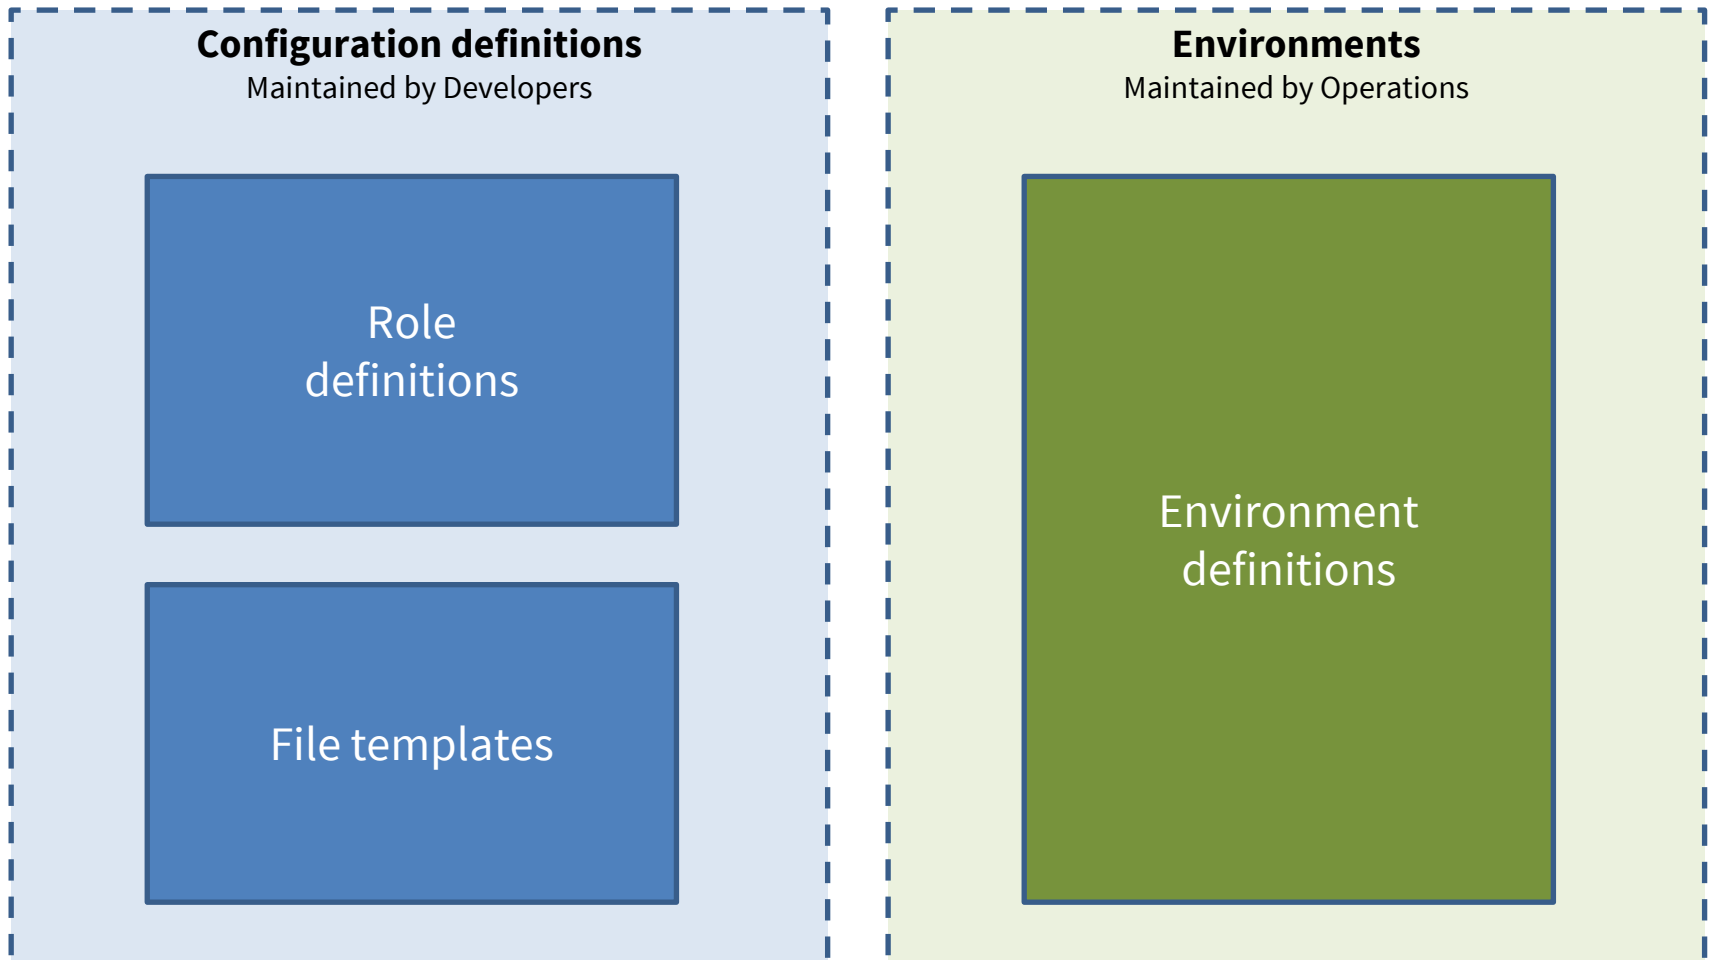 Configuration definitions
Maintained by Developers
Role
definitions
File templates
Environments
Maintained by Operations
Environment
definitions